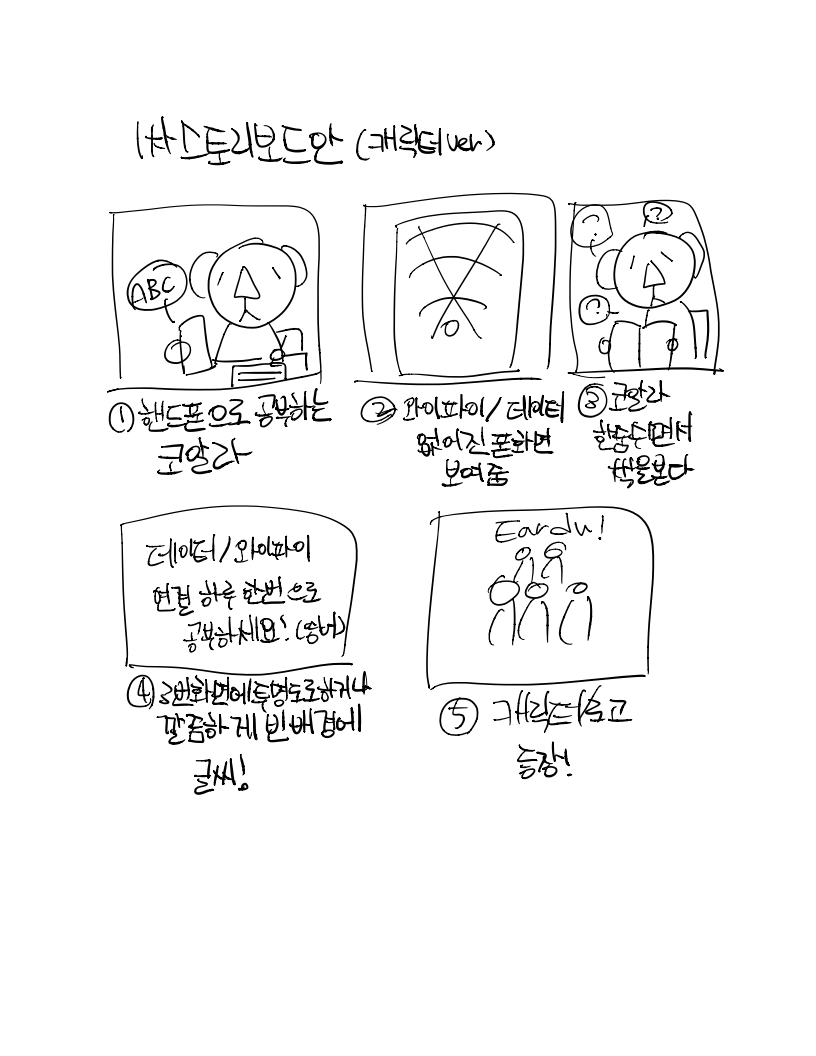 1차 스토리보드안 (캐릭터ver)
ABC
?
?
?
① 핸드폰으로 공부하는
코알라
② 와이파이/데이터
없어진 폰화면
보여줌
③ 코알라
한숨쉬면서
책을본다
데이터/와이파이
연결 하루 한번으로
공부하세요! (영어)
④ 3번화면에투명도로하거나
깔끔하게 빈배경에
글씨!
Eardu!
⑤ 캐릭터/로고
등장!